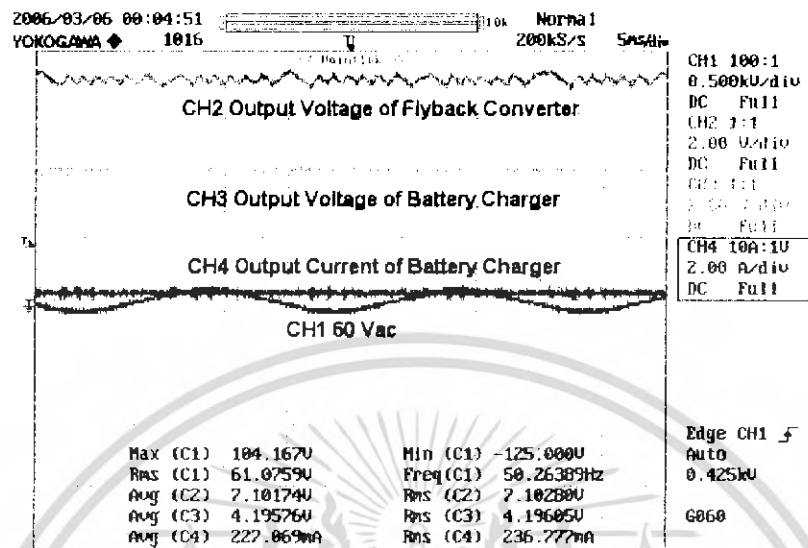 2006/03/06 00:04:51
Normal
YOKOGAWA ◆ 1016
10k
200kS/s 5ms/div
CH1 100:1
0.500kV/div
DC Full
CH2 1:1
2.00 V/div
DC Full
Full
CH4 10A:1V
2.00 A/div
DC Full
CH2 Output Voltage of Flyback Converter
CH3 Output Voltage of Battery Charger
CH4 Output Current of Battery Charger
CH1 60 Vac
Edge CH1
Auto
0.425kV
G060
Max (C1) 104.167V Min (C1) -125.000V
Rms (C1) 61.0759V Freq(C1) 50.26389Hz
Avg (C2) 7.10174V Rms (C2) 7.10280V
Avg (C3) 4.19576V Rms (C3) 4.19605V
Avg (C4) 227.069mA Rms (C4) 236.777mA